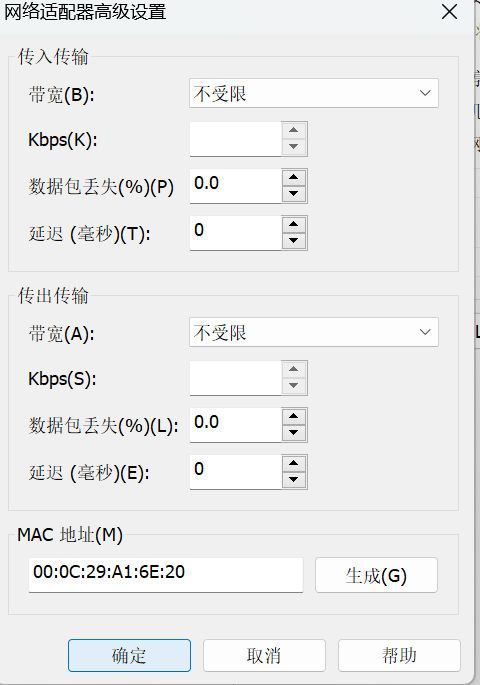 网络适配器高级设置
传入传输
带宽(B):
不受限
Kbps(K):
数据包丢失(%)(P)
0.0
延迟 (毫秒)(T):
0
传出传输
带宽(A):
不受限
Kbps(S):
数据包丢失(%)(L):
0.0
延迟 (毫秒)(E):
0
MAC 地址(M)
00:0C:29:A1:6E:20
生成(G)
确定
取消
帮助